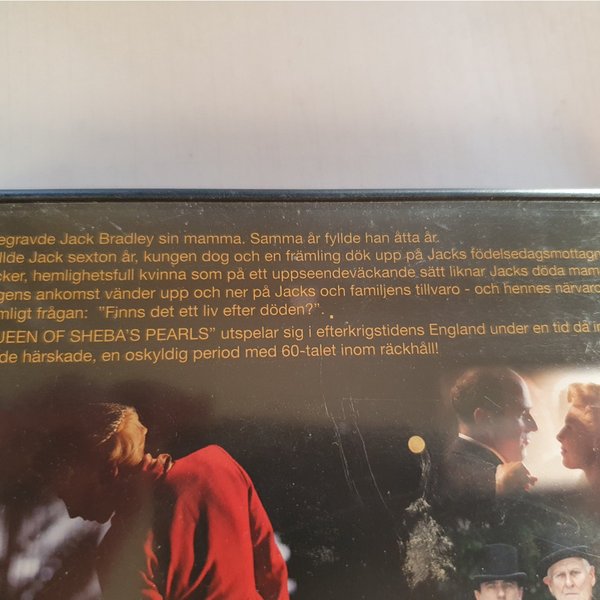 egravde Jack Bradley sin mamma. Samma år fyllde han åtta år.
llde Jack sexton år, kungen dog och en främling dök upp på Jacks födelsedagsmottagn
cker, hemlighetsfull kvinna som på ett uppseendeväckande sätt liknar Jacks döda mam
gens ankomst vänder upp och ner på Jacks och familjens tillvaro - och hennes närvaro
mligt frågan: "Finns det ett liv efter döden?".
UEEN OF SHEBA'S PEARLS" utspelar sig i efterkrigstidens England under en tid då in
de härskade, en oskyldig period med 60-talet inom räckhåll!